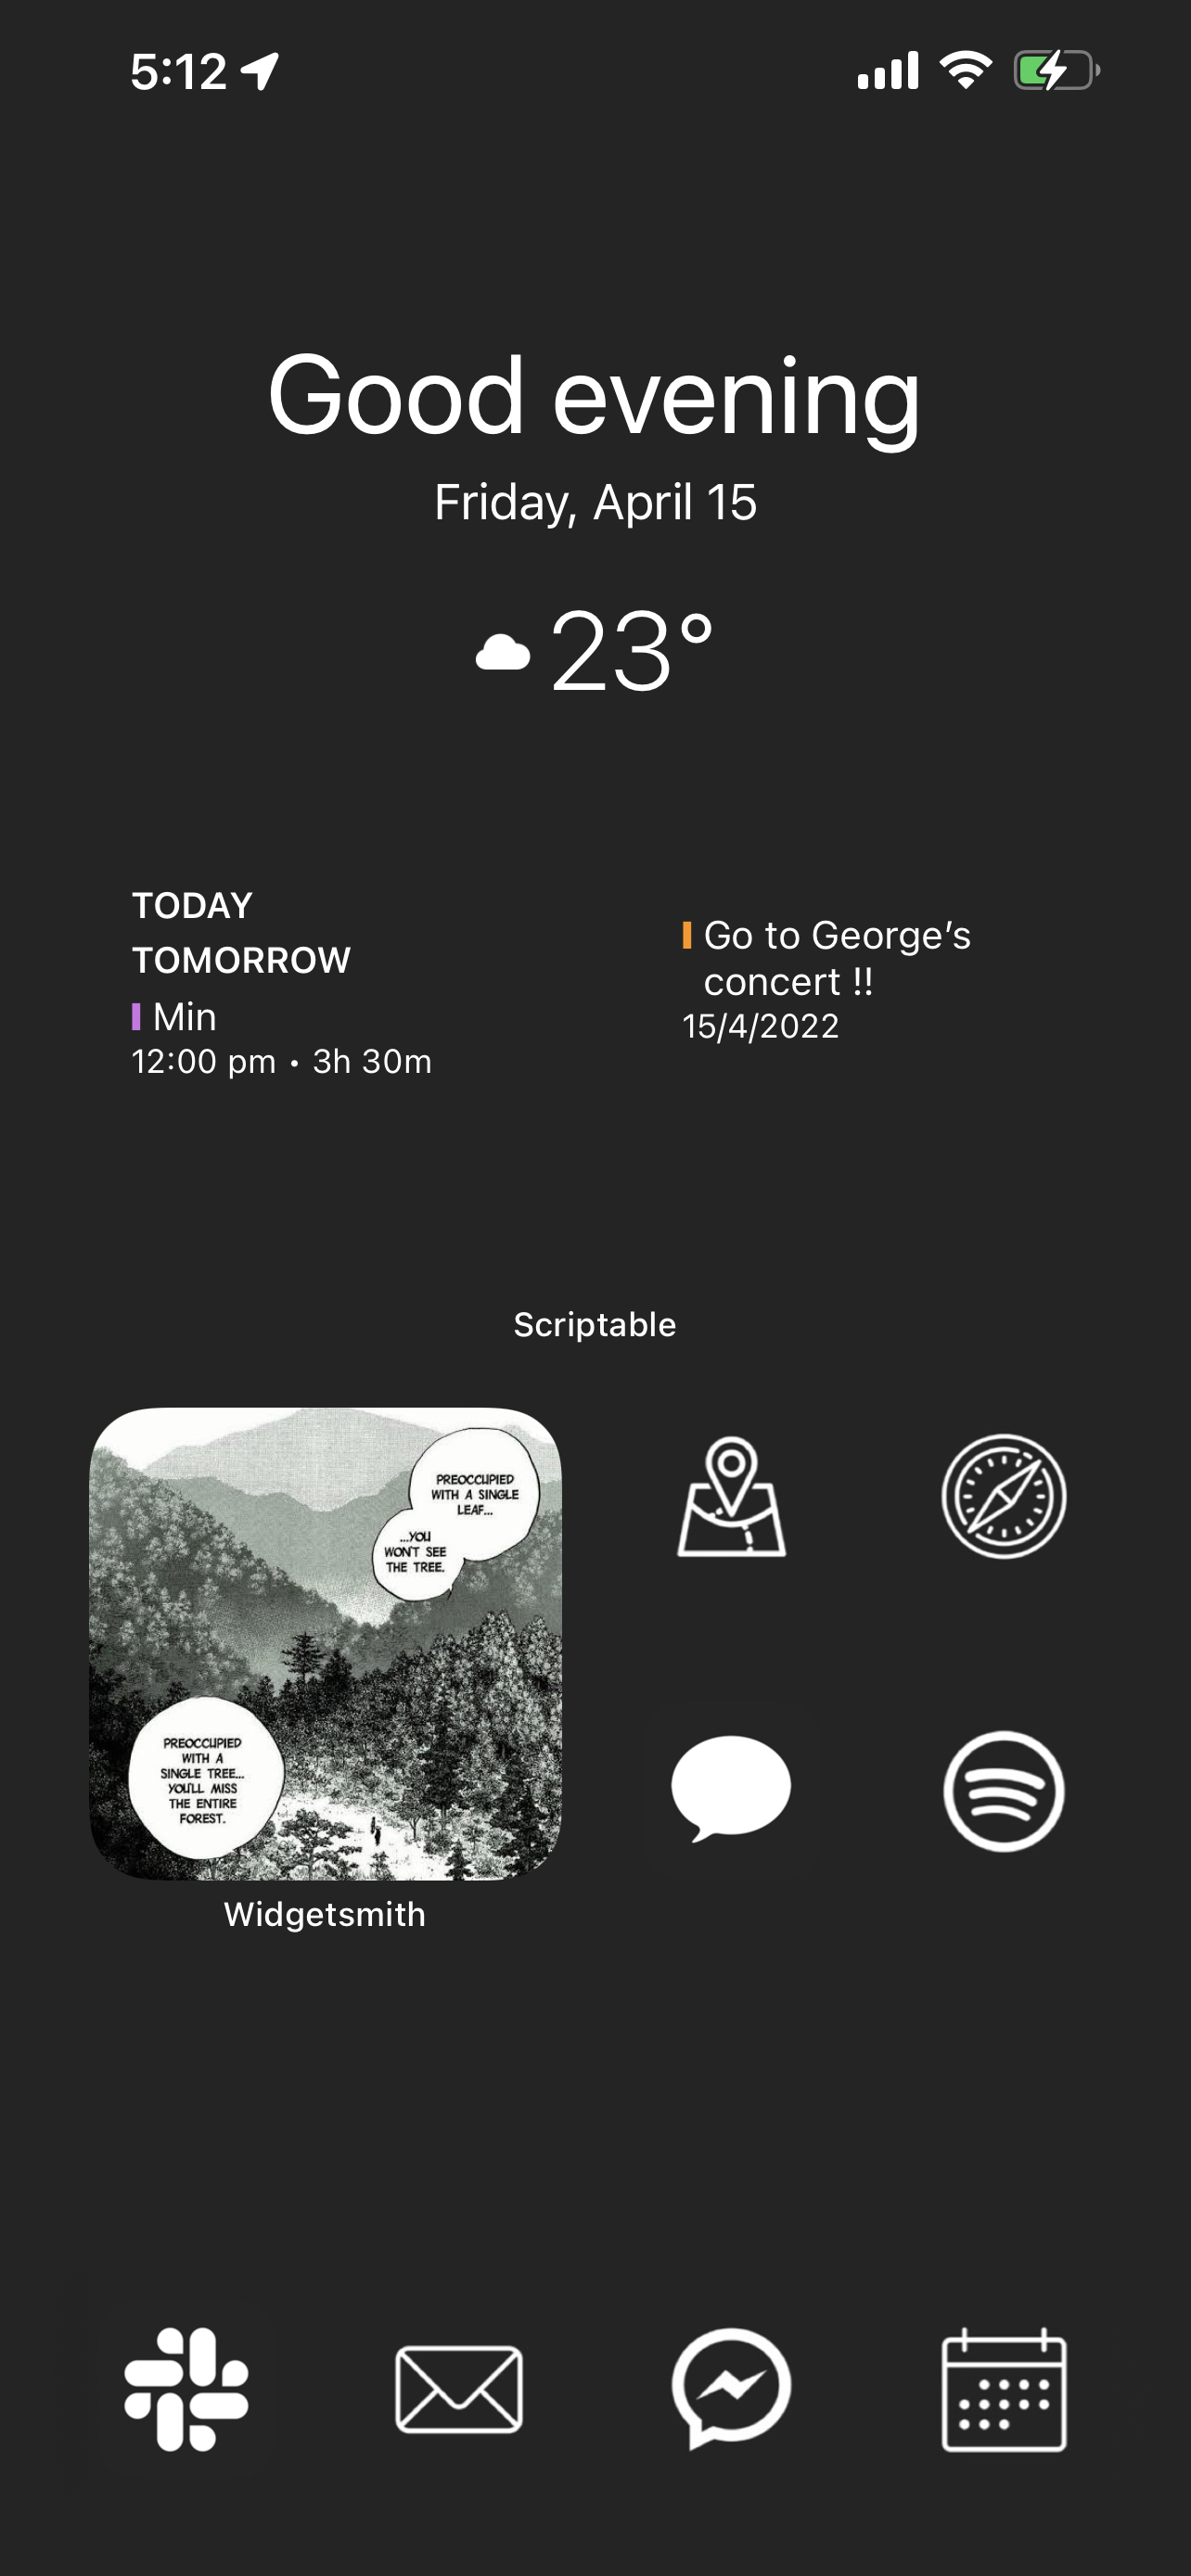 5:12
Good evening
Friday, April 15
23°
TODAY
TOMORROW
Min
12:00 pm • 3h 30m
Go to George’s
concert !!
15/4/2022
Scriptable
PREOCCUPIED
WITH A SINGLE
LEAF...
...YOU
WON'T SEE
THE TREE.
PREOCCUPIED
WITH A
SINGLE TREE...
YOU'LL MISS
THE ENTIRE
FOREST.
Widgetsmith